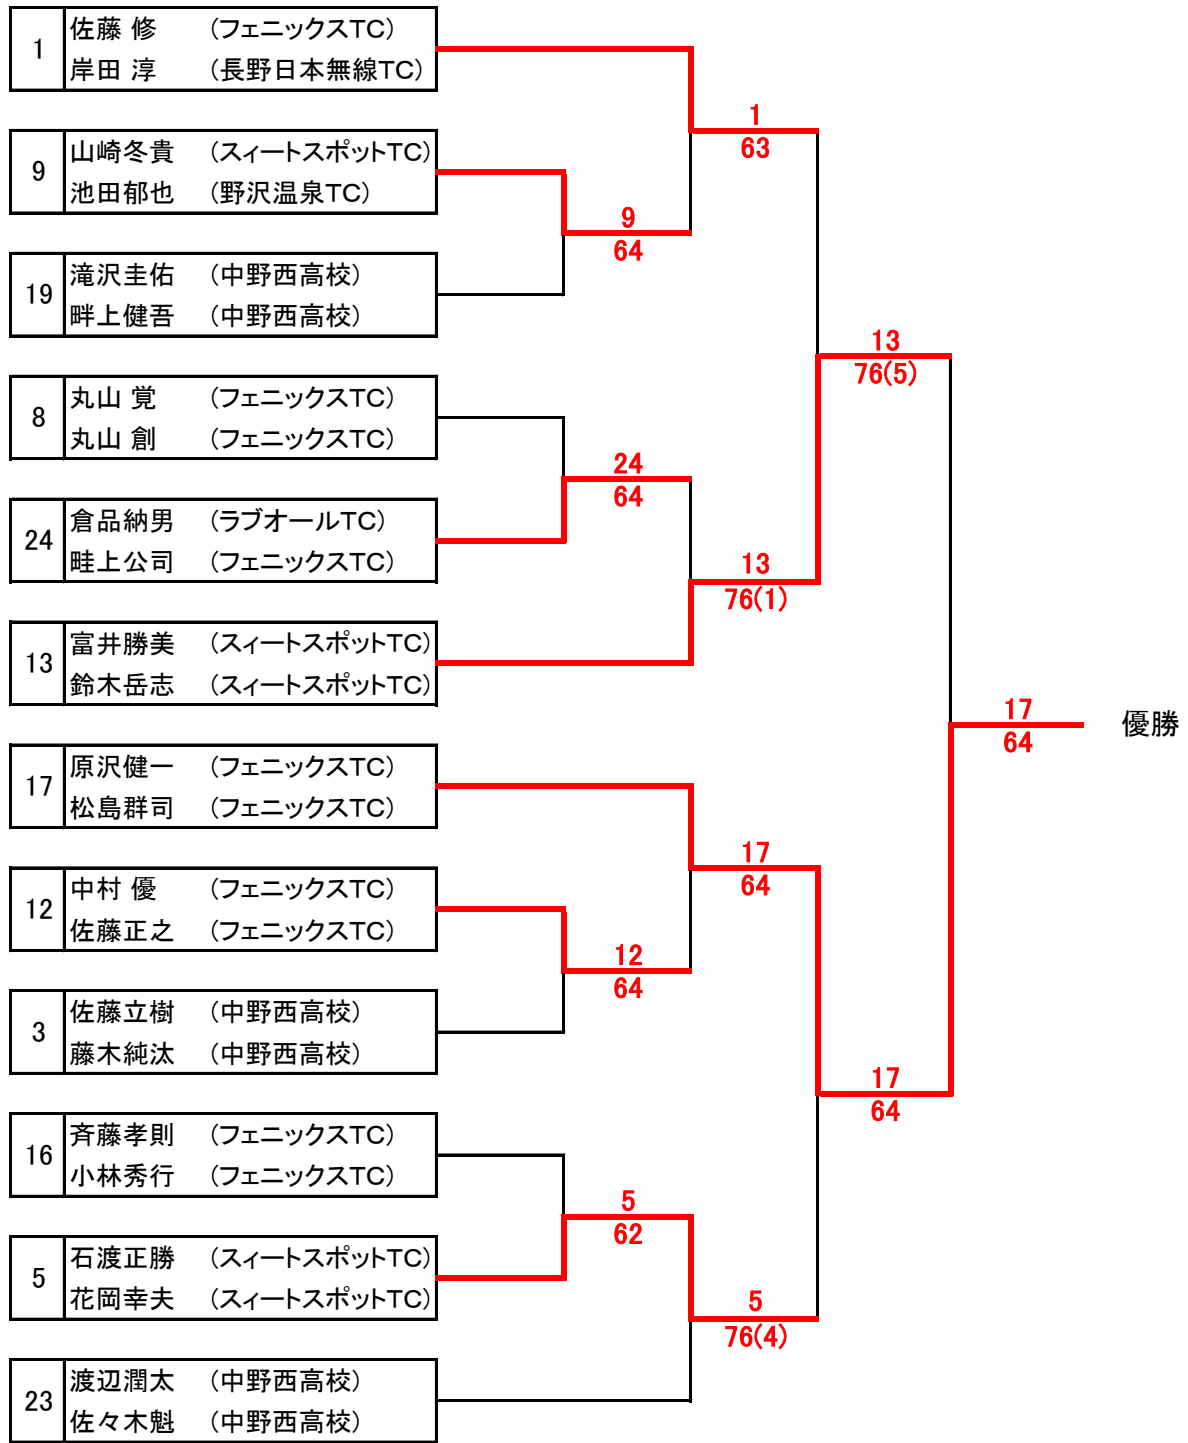 1 佐藤 修 (フェニックスTC)
岸田 淳 (長野日本無線TC)
1
63
9 山崎冬貴 (スィートスポットTC)
池田郁也 (野沢温泉TC)
9
64
19 滝沢圭佑 (中野西高校)
畔上健吾 (中野西高校)
13
76(5)
8 丸山 覚 (フェニックスTC)
丸山 創 (フェニックスTC)
24
64
24 倉品納男 (ラブオールTC)
畦上公司 (フェニックスTC)
13
76(1)
13 富井勝美 (スィートスポットTC)
鈴木岳志 (スィートスポットTC)
17 優勝
64
17 原沢健一 (フェニックスTC)
松島群司 (フェニックスTC)
17
64
12 中村 優 (フェニックスTC)
佐藤正之 (フェニックスTC)
12
64
3 佐藤立樹 (中野西高校)
藤木純汰 (中野西高校)
17
64
16 斉藤孝則 (フェニックスTC)
小林秀行 (フェニックスTC)
5
62
5 石渡正勝 (スィートスポットTC)
花岡幸夫 (スィートスポットTC)
5
76(4)
23 渡辺潤太 (中野西高校)
佐々木魁 (中野西高校)